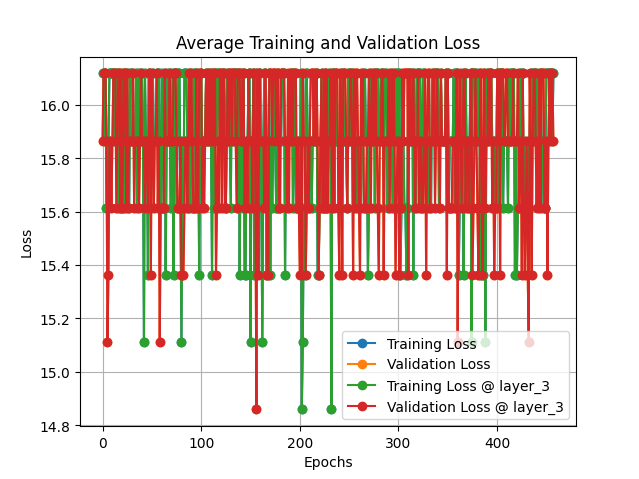 Average Training and Validation Loss
16.0
15.8
15.6
15.4
15.2
15.0
14.8
Loss
0
100
200
300
400
Epochs
Training Loss
Validation Loss
Training Loss @ layer_3
Validation Loss @ layer_3